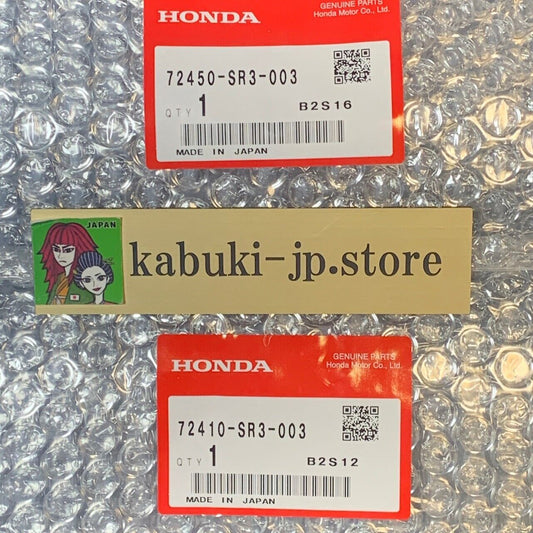 HONDA
GENUINE PARTS
Honda Motor Co., Ltd.
72450-SR3-003
QTY 1 B2S16
MADE IN JAPAN
JAPAN
kabuki-jp.store
HONDA
GENUINE PARTS
Honda Motor Co., Ltd.
72410-SR3-003
QTY 1 B2S12
MADE IN JAPAN